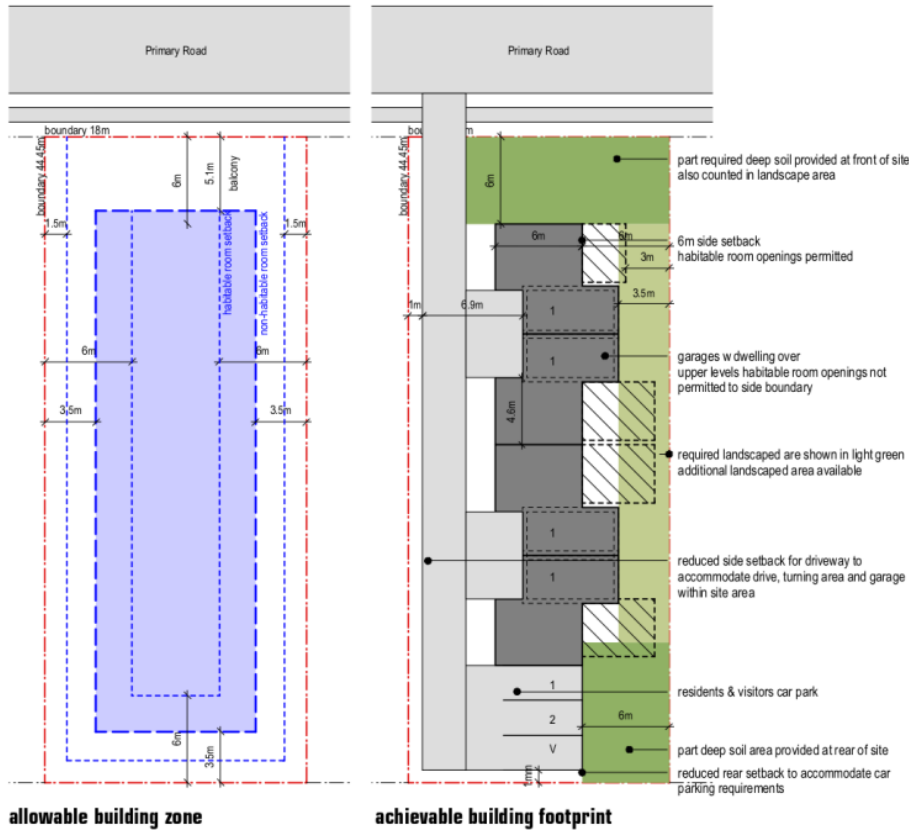 Primary Road
boundary 18m
boundary 44.45m
6m
5.1m
balcony
1.5m
1.5m
habitable room setback
non-habitable room setback
6m
6m
3.5m
3.5m
6m
3.5m
allowable building zone
Primary Road
boundary 44.45m
6m
6m
6m
3m
1m
6.9m
3.5m
1
1
4.6m
1
1
1
2
V
6m
part required deep soil provided at front of site
also counted in landscape area
6m side setback
habitable room openings permitted
garages w dwelling over
upper levels habitable room openings not
permitted to side boundary
required landscaped are shown in light green
additional landscaped area available
reduced side setback for driveway to
accommodate drive, turning area and garage
within site area
residents & visitors car park
part deep soil area provided at rear of site
reduced rear setback to accommodate car
parking requirements
achievable building footprint